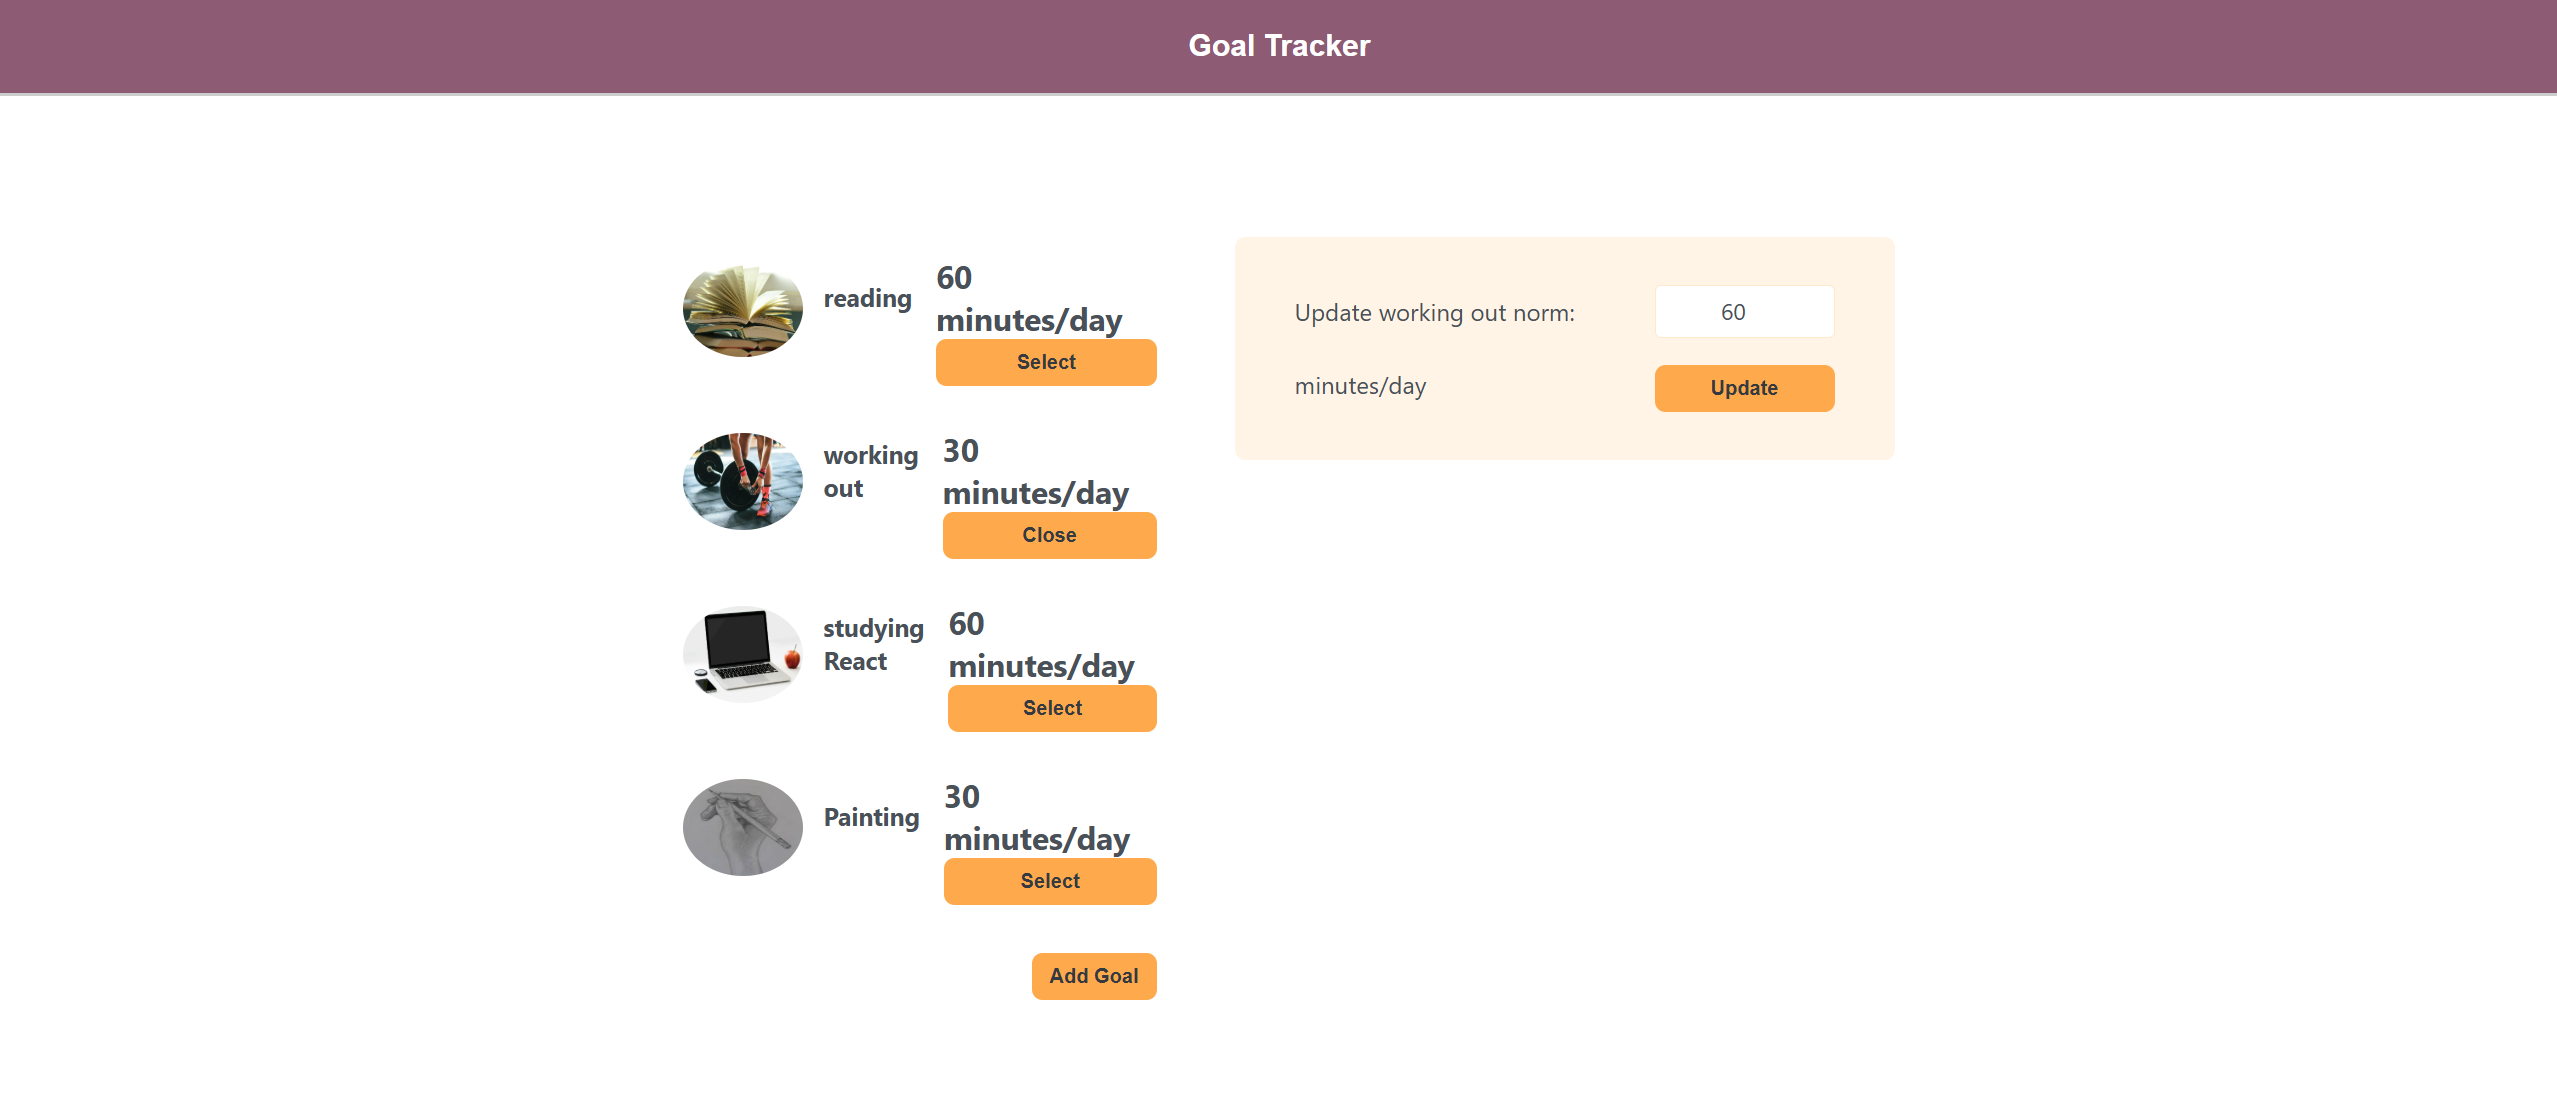 Goal Tracker
reading
60
minutes/day
Select
working
out
30
minutes/day
Close
studying
React
60
minutes/day
Select
Painting
30
minutes/day
Select
Add Goal
Update working out norm:
60
minutes/day
Update